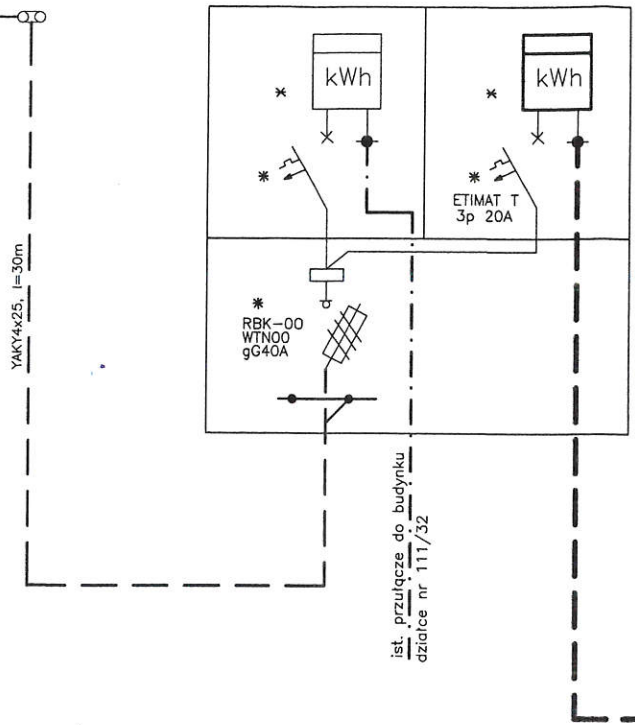 kWh
kWh
ETIMAT T
3p 20A
RBK-00
WTN00
gG40A
YAKY4x25, l=30m
ist. przyłącze do budynku
działce nr 111/32